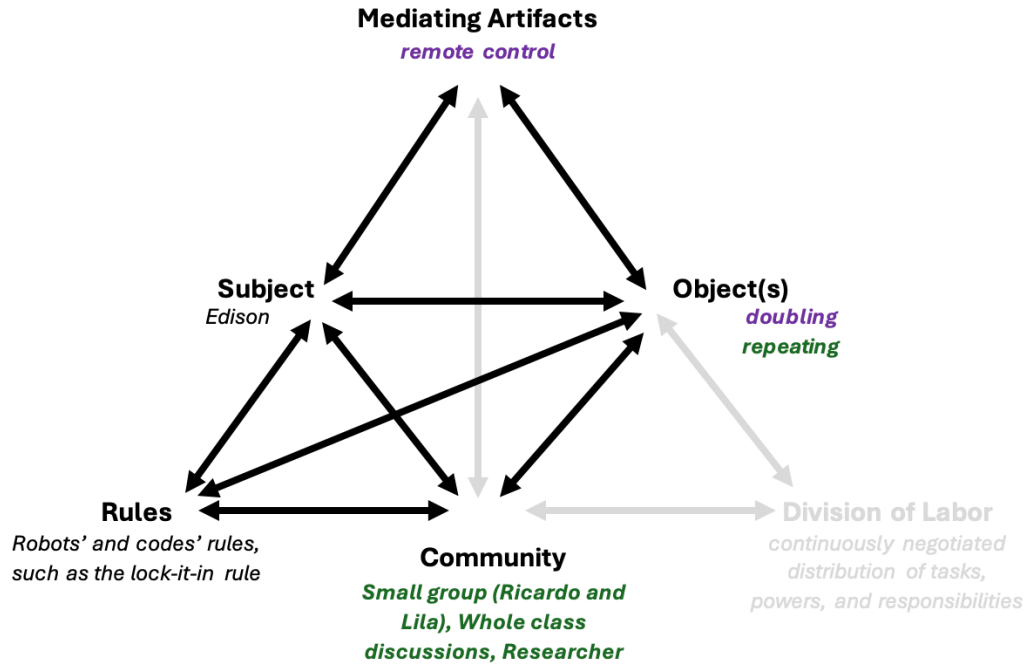 Mediating Artifacts
remote control
Subject
Edison
Object(s)
doubling
repeating
Rules
Robots’ and codes’ rules,
such as the lock-it-in rule
Community
Small group (Ricardo and
Lila), Whole class
discussions, Researcher
Division of Labor
continuously negotiated
distribution of tasks,
powers, and responsibilities